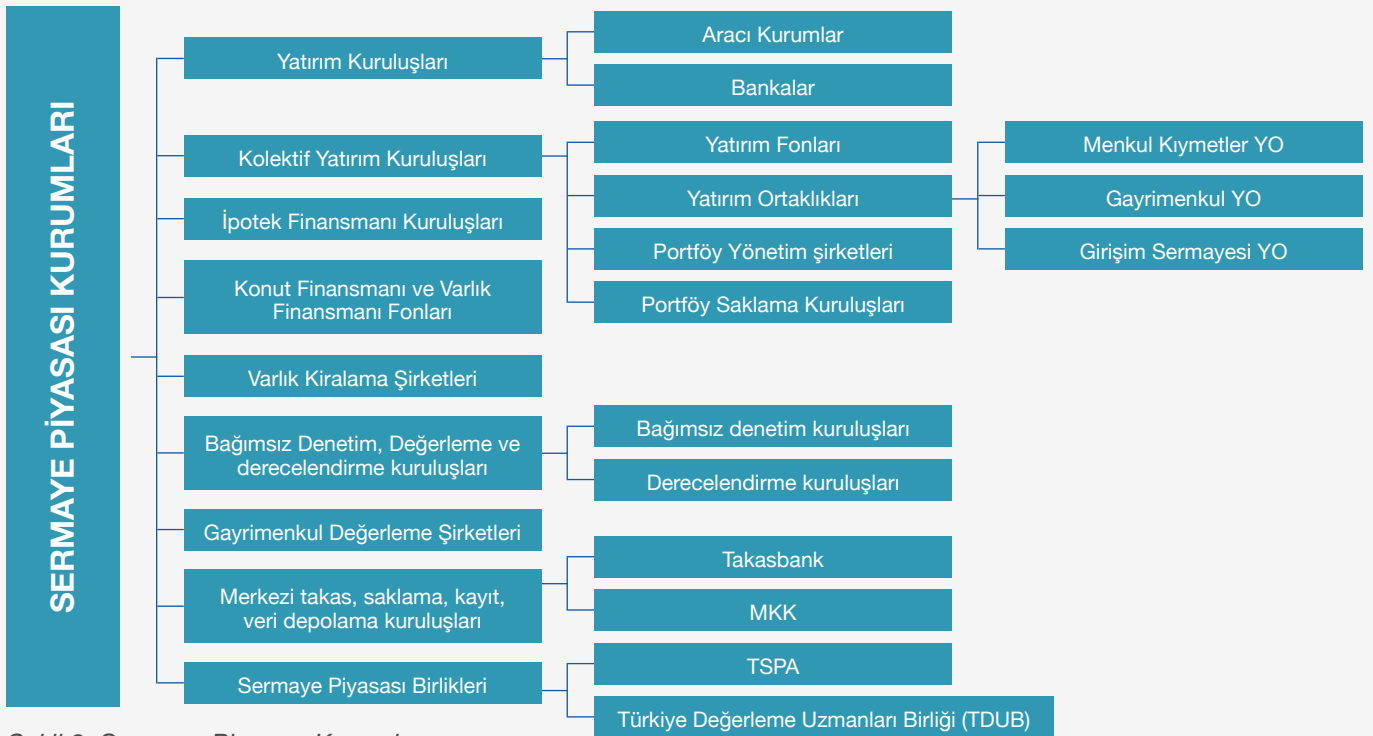 SERMAYE PİYASASI KURUMLARI
Yatırım Kuruluşları
Aracı Kurumlar
Bankalar
Kolektif Yatırım Kuruluşları
Yatırım Fonları
Yatırım Ortaklıkları
Portföy Yönetim şirketleri
Portföy Saklama Kuruluşları
Menkul Kıymetler YO
Gayrimenkul YO
Girişim Sermayesi YO
İpotek Finansmanı Kuruluşları
Konut Finansmanı ve Varlık
Finansmanı Fonları
Varlık Kiralama Şirketleri
Bağımsız Denetim, Değerleme ve
derecelendirme kuruluşları
Bağımsız denetim kuruluşları
Derecelendirme kuruluşları
Gayrimenkul Değerleme Şirketleri
Merkezi takas, saklama, kayıt,
veri depolama kuruluşları
Takasbank
MKK
Sermaye Piyasası Birlikleri
TSPA
Türkiye Değerleme Uzmanları Birliği (TDUB)